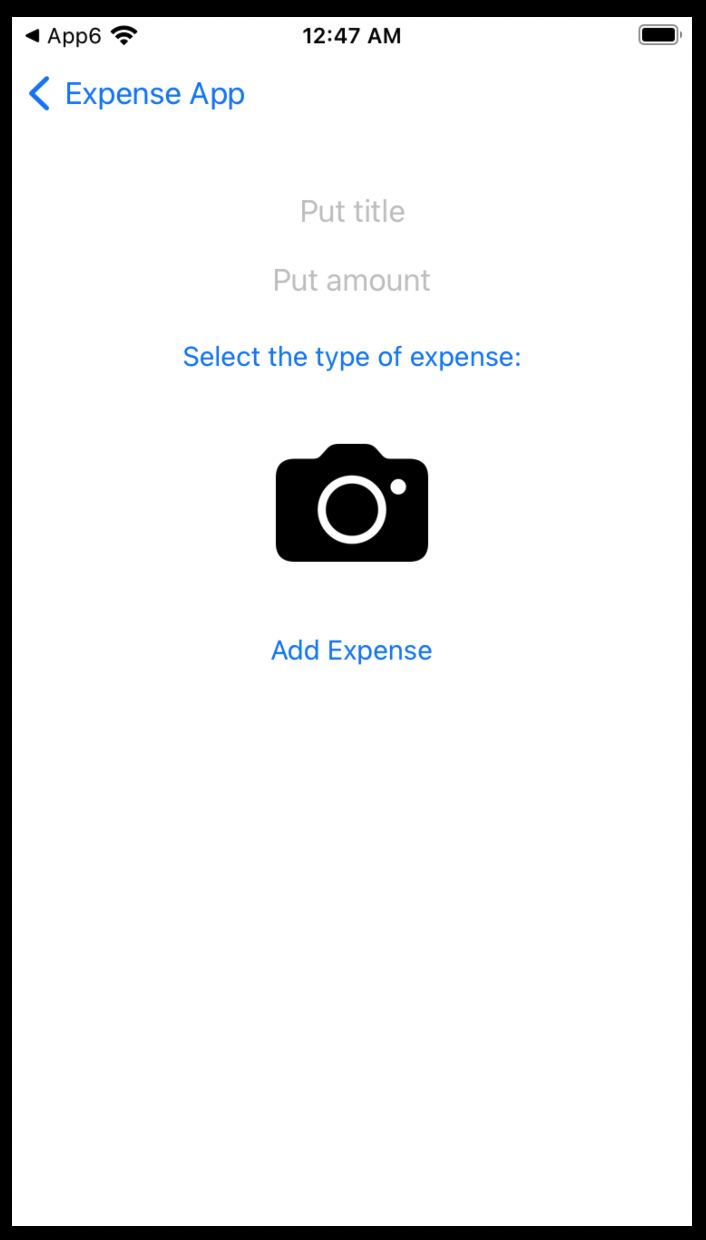 App6 12:47 AM
Expense App
Put title
Put amount
Select the type of expense:
Add Expense